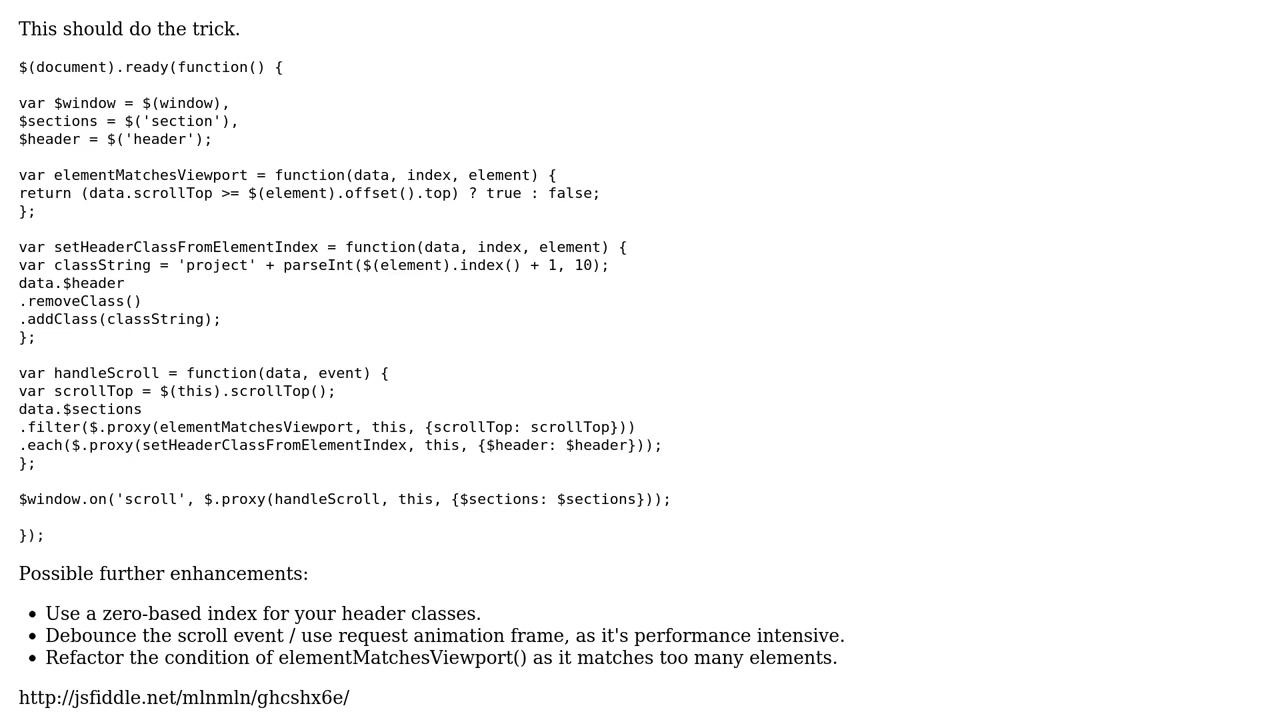 This should do the trick.
$(document).ready(function() {
var $window = $(window),
$sections = $('section'),
$header = $('header');
var elementMatchesViewport = function(data, index, element) {
return (data.scrollTop >= $(element).offset().top) ? true : false;
};
var setHeaderClassFromElementIndex = function(data, index, element) {
var classString = 'project' + parseInt($(element).index() + 1, 10);
data.$header
.removeClass()
.addClass(classString);
};
var handleScroll = function(data, event) {
var scrollTop = $(this).scrollTop();
data.$sections
.filter($.proxy(elementMatchesViewport, this, {scrollTop: scrollTop}))
.each($.proxy(setHeaderClassFromElementIndex, this, {$header: $header}));
};
$window.on('scroll', $.proxy(handleScroll, this, {$sections: $sections}));
});
Possible further enhancements:
• Use a zero-based index for your header classes.
• Debounce the scroll event / use request animation frame, as it's performance intensive.
• Refactor the condition of elementMatchesViewport() as it matches too many elements.
http://jsfiddle.net/mlnmln/ghcshx6e/